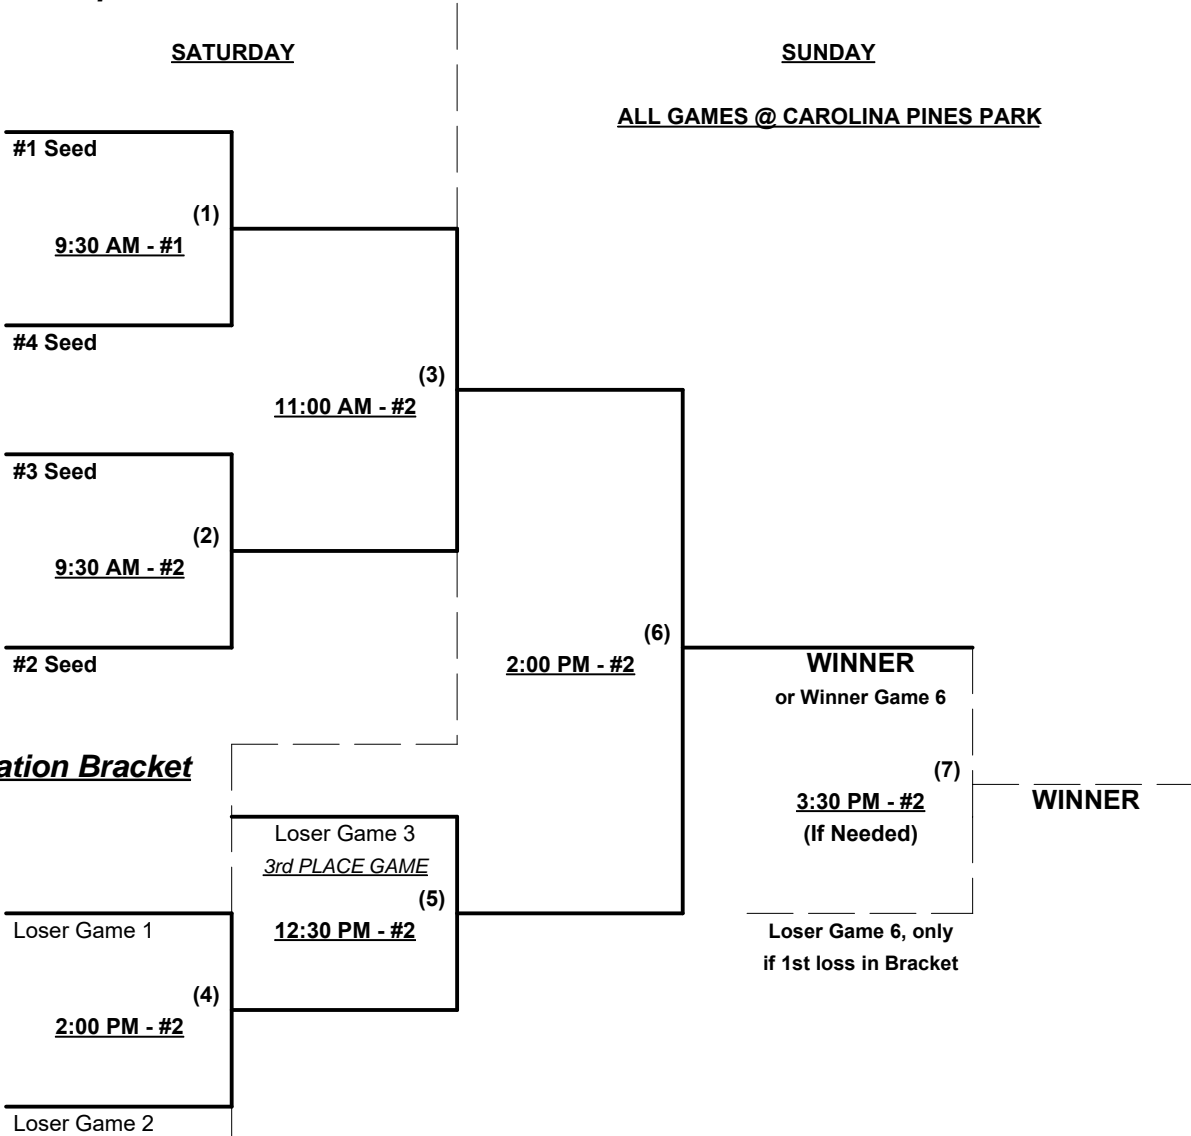 SATURDAY
SUNDAY
ALL GAMES @ CAROLINA PINES PARK
#1 Seed
(1)
9:30 AM - #1
#4 Seed
(3)
11:00 AM - #2
#3 Seed
(2)
9:30 AM - #2
#2 Seed
(6)
2:00 PM - #2
WINNER
or Winner Game 6
ation Bracket
(7)
3:30 PM - #2
(If Needed)
WINNER
Loser Game 3
3rd PLACE GAME
(5)
12:30 PM - #2
Loser Game 1
Loser Game 6, only
if 1st loss in Bracket
(4)
2:00 PM - #2
Loser Game 2